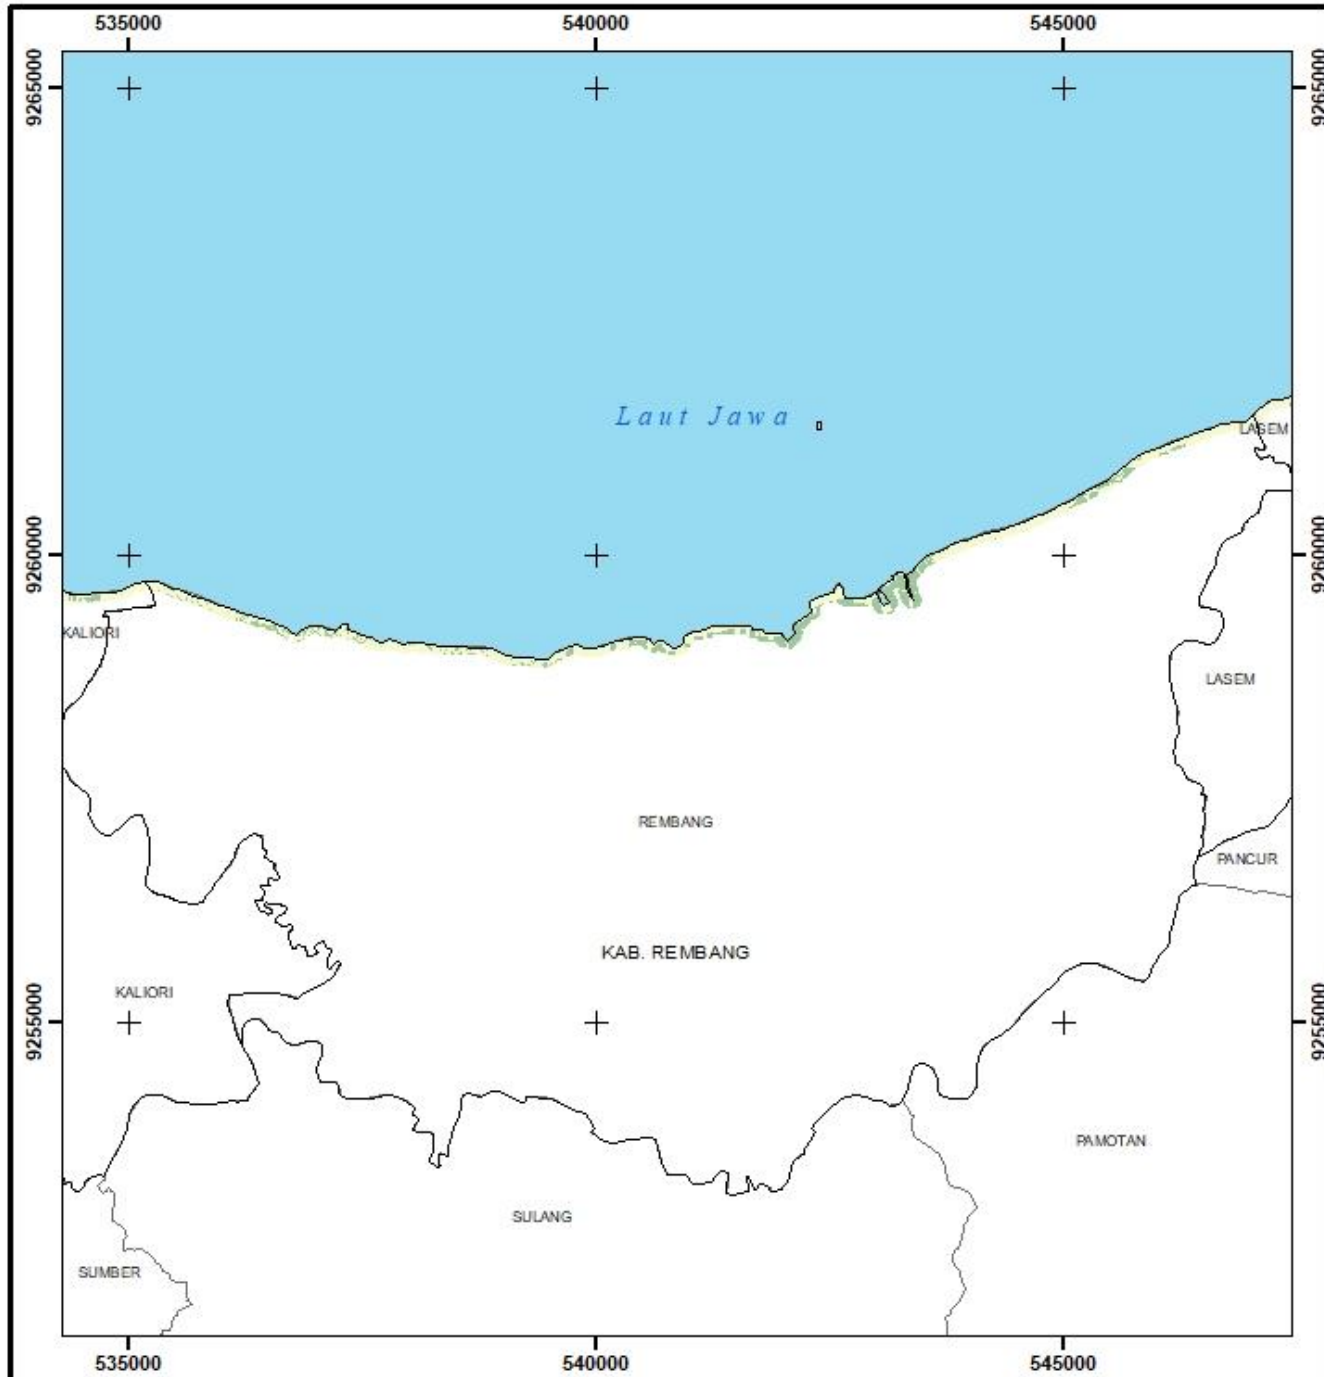 535000 540000 545000
9265000 9265000
Laut Jawa
LASEM
9260000 9260000
KALIORI
LASEM
REMBANG
PANCUR
KAB. REMBANG
KALIORI
9255000 9255000
PAMOTAN
SULANG
SUMBER
535000 540000 545000